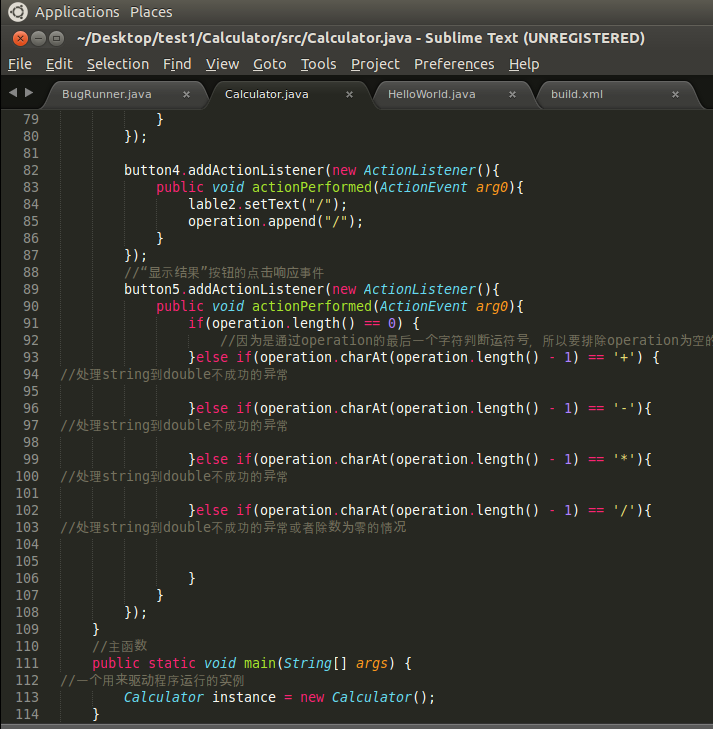 Applications Places
~/Desktop/test1/Calculator/src/Calculator.java - Sublime Text (UNREGISTERED)
File Edit Selection Find View Goto Tools Project Preferences Help
BugRunner.java × Calculator.java × HelloWorld.java × build.xml ×
79 }
80 });
81
82 button4.addActionListener(new ActionListener(){
83 public void actionPerformed(ActionEvent arg0){
84 lable2.setText("/");
85 operation.append("/");
86 }
87 });
88 //“显示结果”按钮的点击响应事件
89 button5.addActionListener(new ActionListener(){
90 public void actionPerformed(ActionEvent arg0){
91 if(operation.length() == 0) {
92 //因为是通过operation的最后一个字符判断运符号，所以要排除operation为空的
93 }else if(operation.charAt(operation.length() - 1) == '+') {
94 //处理string到double不成功的异常
95
96 }else if(operation.charAt(operation.length() - 1) == '-'){
97 //处理string到double不成功的异常
98
99 }else if(operation.charAt(operation.length() - 1) == '*'){
100 //处理string到double不成功的异常
101
102 }else if(operation.charAt(operation.length() - 1) == '/'){
103 //处理string到double不成功的异常或者除数为零的情况
104
105
106 }
107 }
108 });
109 }
110 //主函数
111 public static void main(String[] args) {
112 //一个用来驱动程序运行的实例
113 Calculator instance = new Calculator();
114 }